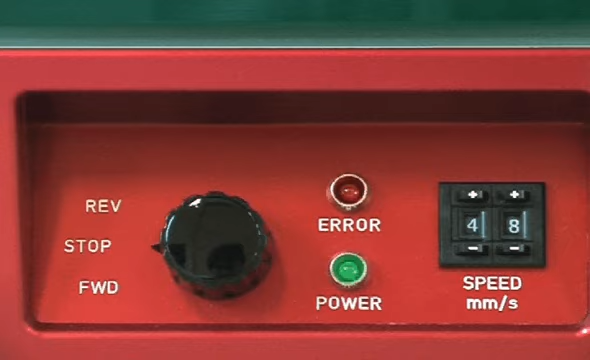 REV
STOP
FWD
ERROR
POWER
+ +
4 8
- -
SPEED
mm/s